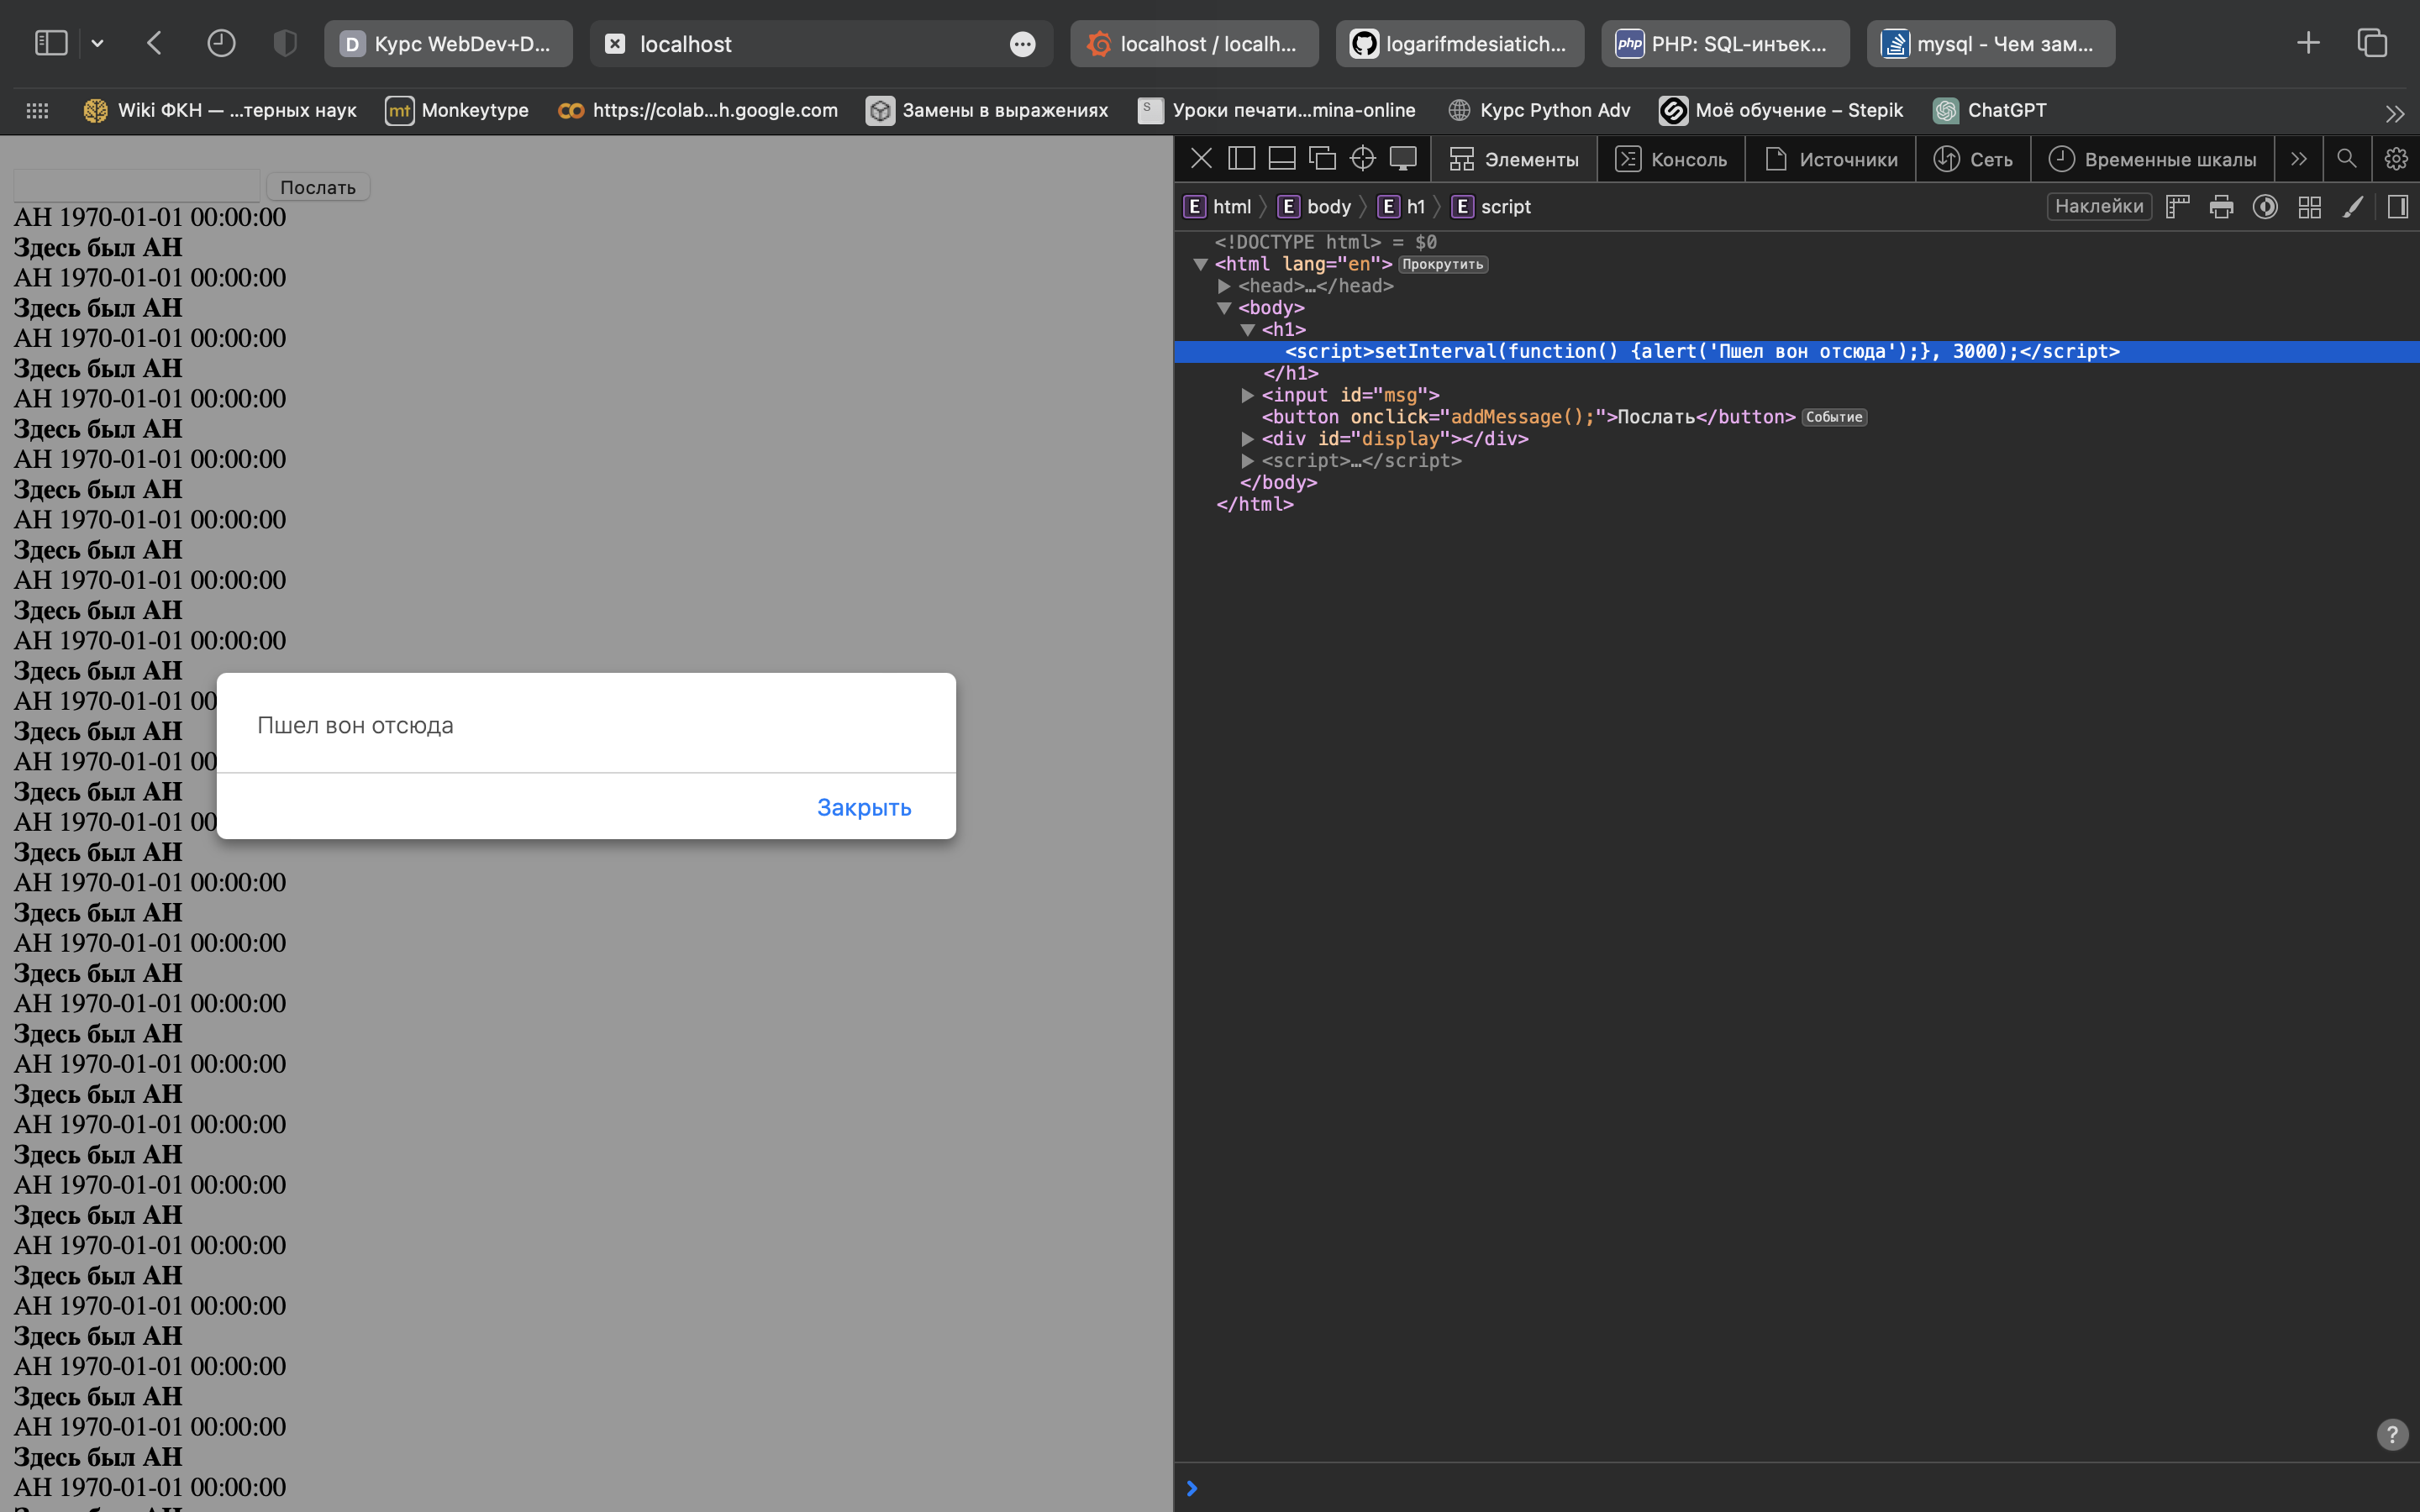 D Курс WebDev+D...
localhost
localhost / localh...
logarifmdesiatich...
php PHP: SQL-инъек...
mysql - Чем зам...
Wiki ФКН — ...терных наук
mt Monkeytype
https://colab...h.google.com
Замены в выражениях
S Уроки печати...mina-online
Курс Python Adv
Моё обучение – Stepik
ChatGPT
Послать
АН 1970-01-01 00:00:00
Здесь был АН
АН 1970-01-01 00:00:00
Здесь был АН
АН 1970-01-01 00:00:00
Здесь был АН
АН 1970-01-01 00:00:00
Здесь был АН
АН 1970-01-01 00:00:00
Здесь был АН
АН 1970-01-01 00:00:00
Здесь был АН
АН 1970-01-01 00:00:00
Здесь был АН
АН 1970-01-01 00:00:00
Здесь был АН
АН 1970-01-01 00
Здесь был АН
АН 1970-01-01 00
Здесь был АН
АН 1970-01-01 00
Здесь был АН
АН 1970-01-01 00:00:00
Здесь был АН
АН 1970-01-01 00:00:00
Здесь был АН
АН 1970-01-01 00:00:00
Здесь был АН
АН 1970-01-01 00:00:00
Здесь был АН
АН 1970-01-01 00:00:00
Здесь был АН
АН 1970-01-01 00:00:00
Здесь был АН
АН 1970-01-01 00:00:00
Здесь был АН
АН 1970-01-01 00:00:00
Здесь был АН
АН 1970-01-01 00:00:00
Здесь был АН
АН 1970-01-01 00:00:00
Здесь был АН
АН 1970-01-01 00:00:00
Пшел вон отсюда
Закрыть
Элементы
Консоль
Источники
Сеть
Временные шкалы
E html
E body
E h1
E script
Наклейки
<!DOCTYPE html> = $0
<html lang="en"> Прокрутить
<head>…</head>
<body>
<h1>
<script>setInterval(function() {alert('Пшел вон отсюда');}, 3000);</script>
</h1>
<input id="msg">
<button onclick="addMessage();">Послать</button> Событие
<div id="display"></div>
<script>…</script>
</body>
</html>
?